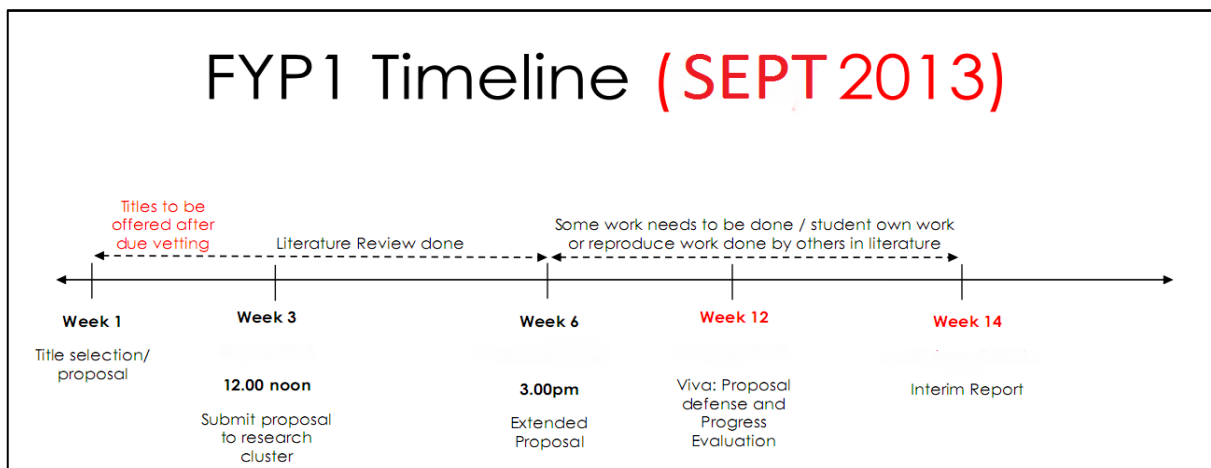 FYP1 Timeline (SEPT 2013)
Titles to be
offered after
due vetting
Literature Review done
Some work needs to be done / student own work
or reproduce work done by others in literature
Week 1
Title selection/
proposal
Week 3
12.00 noon
Submit proposal
to research
cluster
Week 6
3.00pm
Extended
Proposal
Week 12
Viva: Proposal
defense and
Progress
Evaluation
Week 14
Interim Report